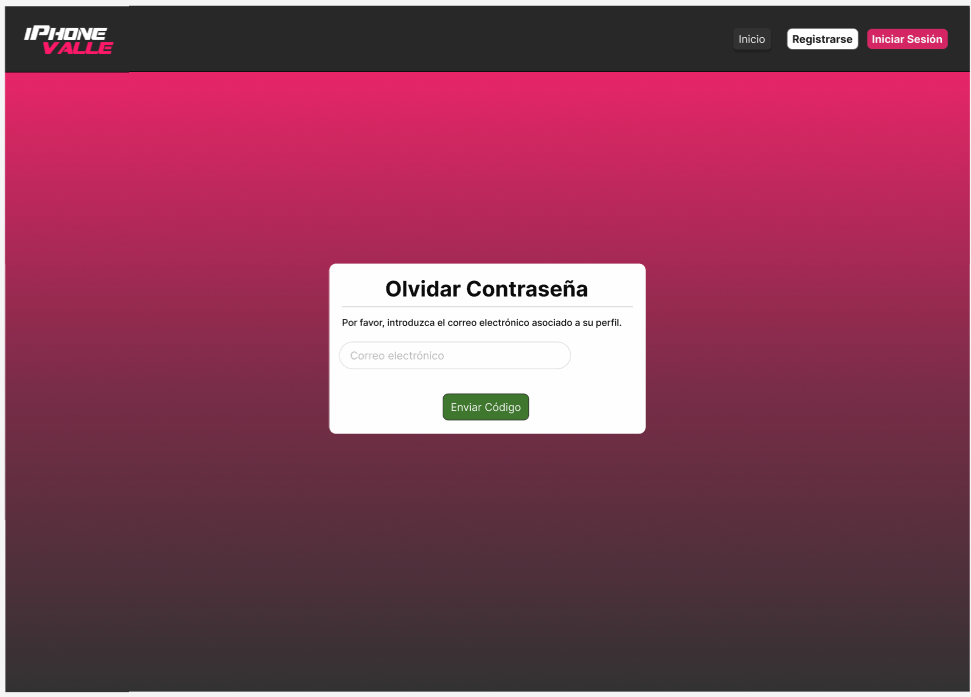 iPhone
VALLE
Inicio
Registrarse
Iniciar Sesión
Olvidar Contraseña
Por favor, introduzca el correo electrónico asociado a su perfil.
Correo electrónico
Enviar Código